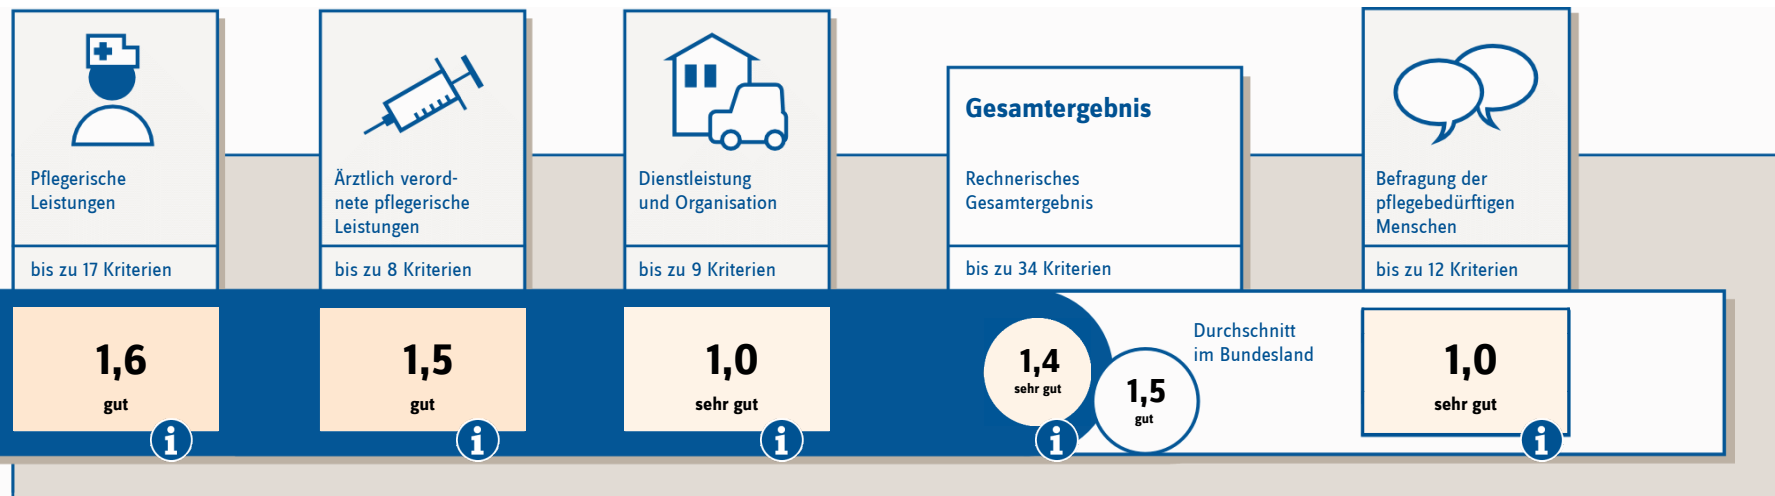 Pflegerische
Leistungen
bis zu 17 Kriterien
1,6
gut
i
Ärztlich verord-
nete pflegerische
Leistungen
bis zu 8 Kriterien
1,5
gut
i
Dienstleistung
und Organisation
bis zu 9 Kriterien
1,0
sehr gut
i
Gesamtergebnis
Rechnerisches
Gesamtergebnis
bis zu 34 Kriterien
1,4
sehr gut
i
1,5
gut
Durchschnitt
im Bundesland
Befragung der
pflegebedürftigen
Menschen
bis zu 12 Kriterien
1,0
sehr gut
i